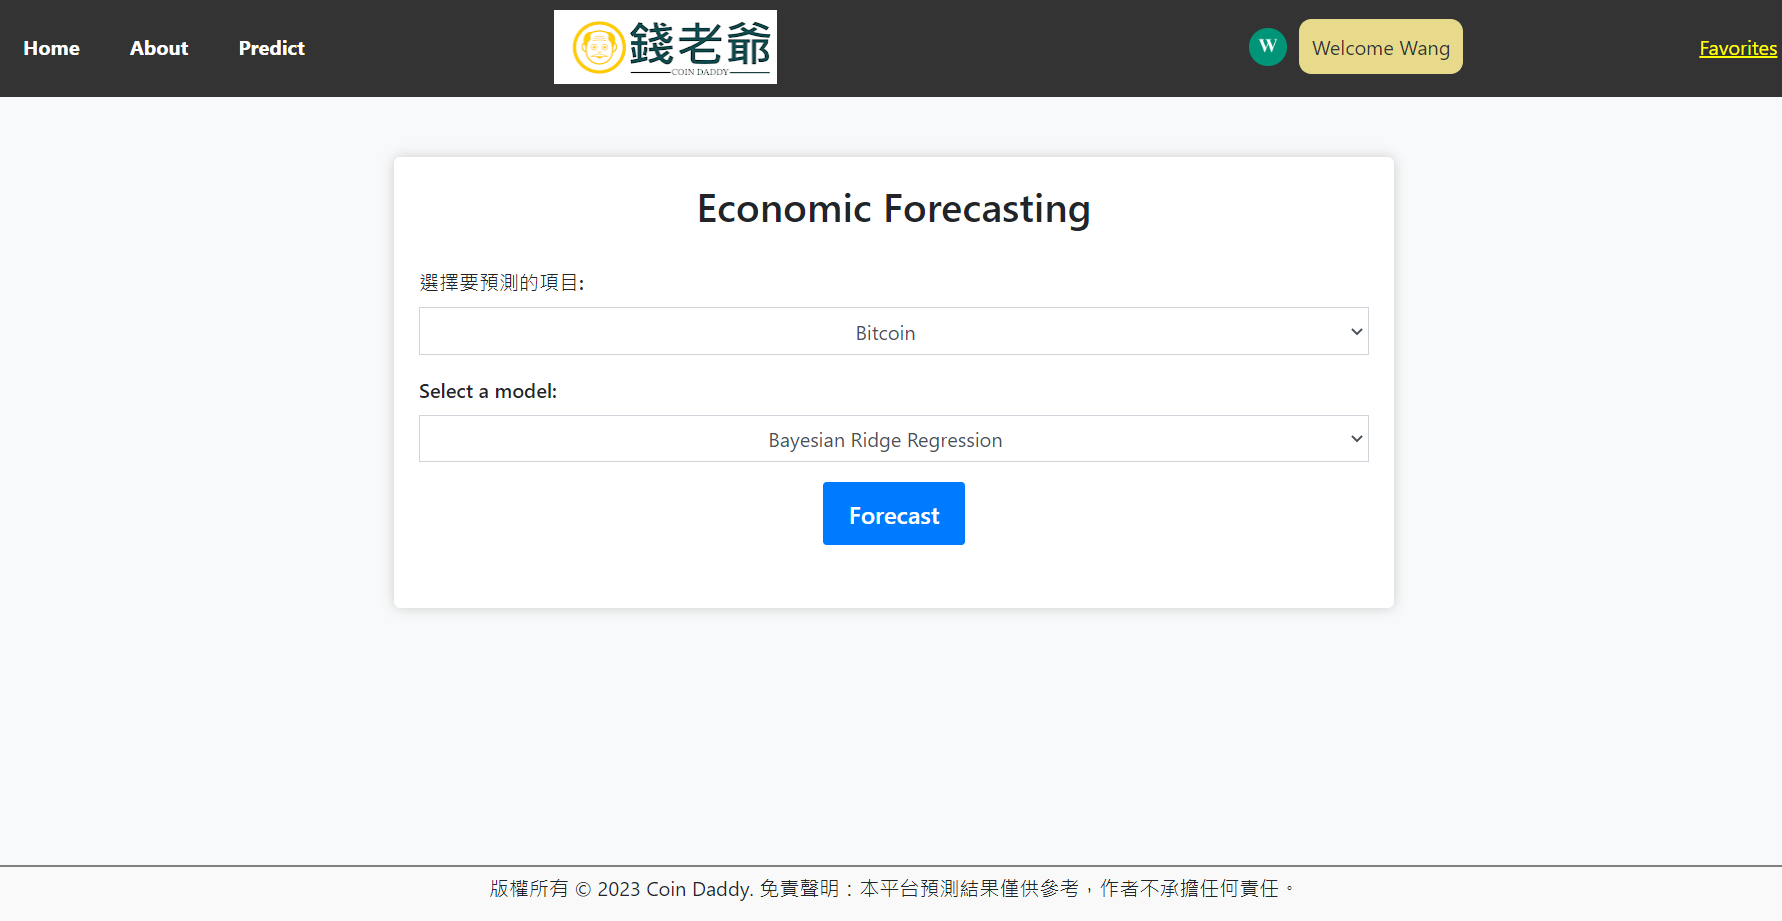 Home About Predict
錢老爺
COIN DADDY
W
Welcome Wang
Favorites
Economic Forecasting
選擇要預測的項目:
Bitcoin
Select a model:
Bayesian Ridge Regression
Forecast
版權所有 © 2023 Coin Daddy. 免責聲明：本平台預測結果僅供參考，作者不承擔任何責任。